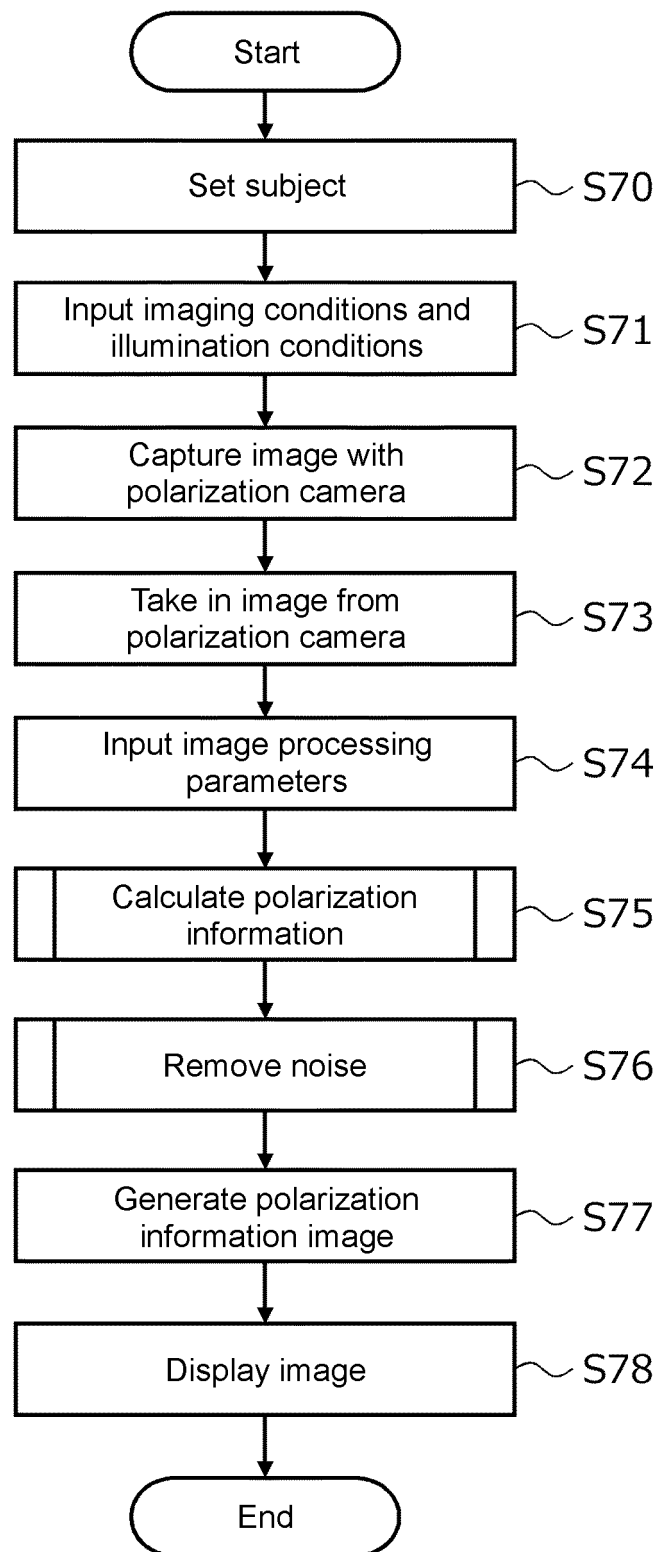 Start
Set subject
S70
Input imaging conditions and
illumination conditions
S71
Capture image with
polarization camera
S72
Take in image from
polarization camera
S73
Input image processing
parameters
S74
Calculate polarization
information
S75
Remove noise
S76
Generate polarization
information image
S77
Display image
S78
End